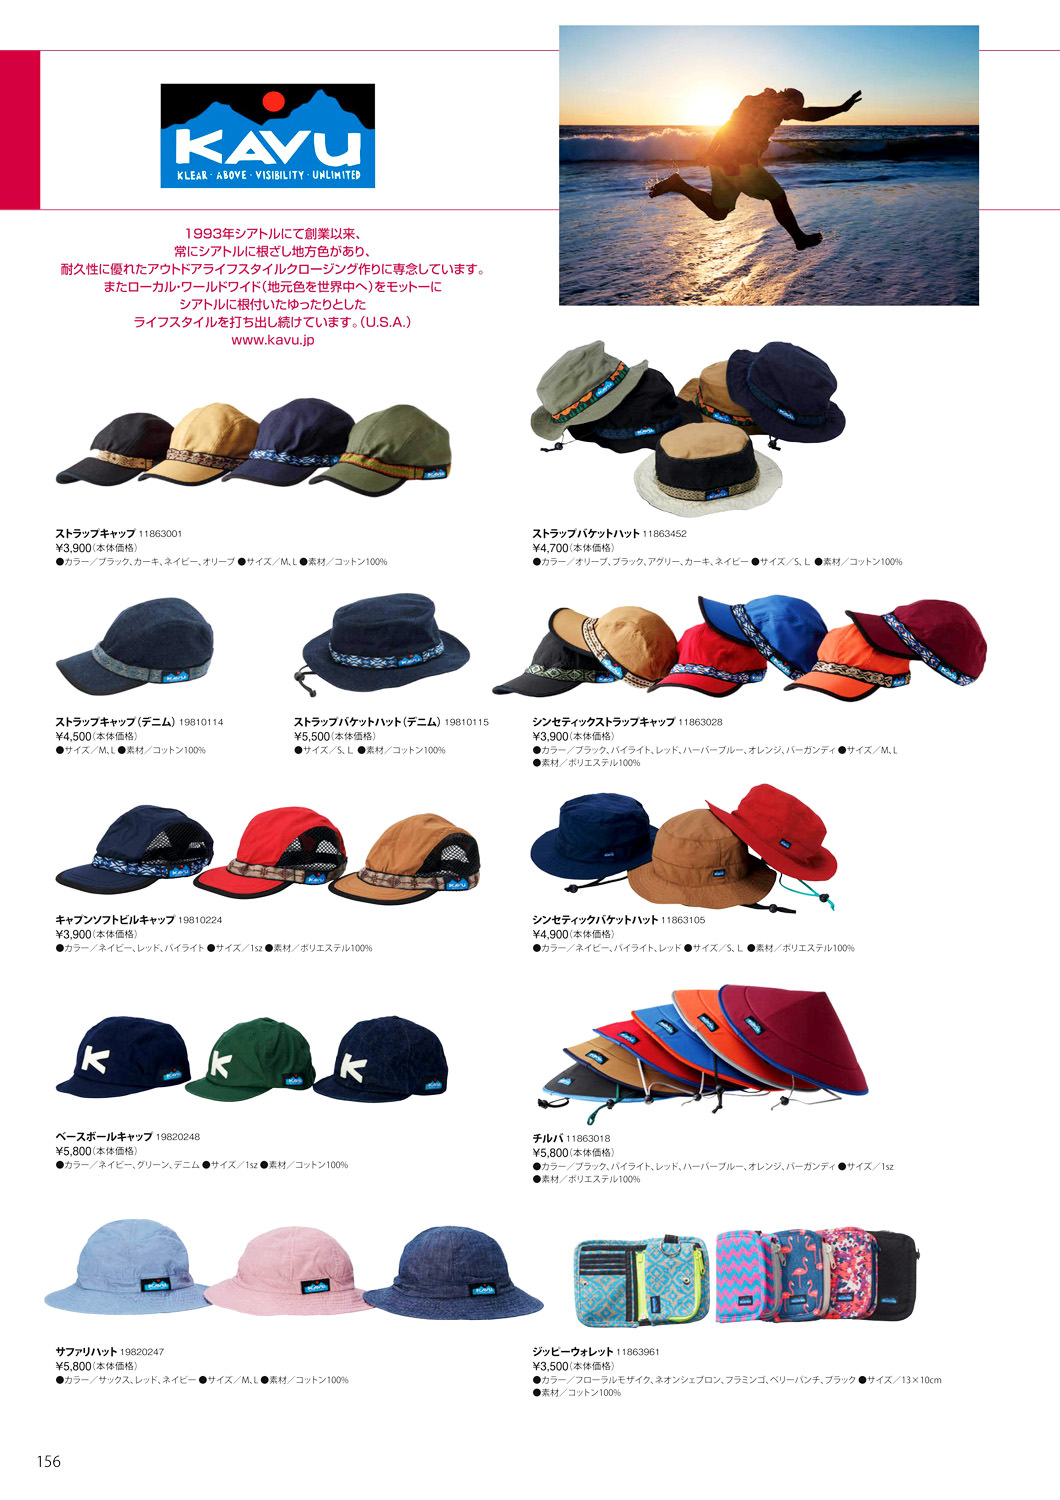 KAVU
KLEAR · ABOVE · VISIBILITY · UNLIMITED
1993年シアトルにて創業以来、
常にシアトルに根ざし地方色があり、
耐久性に優れたアウトドアライフスタイルクロージング作りに専念しています。
またローカル・ワールドワイド（地元色を世界中へ）をモットーに
シアトルに根付いたゆったりとした
ライフスタイルを打ち出し続けています。（U.S.A.）
www.kavu.jp
ストラップキャップ 11863001
¥3,900（本体価格）
●カラー／ブラック、カーキ、ネイビー、オリーブ ●サイズ／M、L ●素材／コットン100%
ストラップバケットハット 11863452
¥4,700（本体価格）
●カラー／オリーブ、ブラック、アグリー、カーキ、ネイビー ●サイズ／S、L ●素材／コットン100%
ストラップキャップ（デニム） 19810114
¥4,500（本体価格）
●サイズ／M、L ●素材／コットン100%
ストラップバケットハット（デニム） 19810115
¥5,500（本体価格）
●サイズ／S、L ●素材／コットン100%
シンセティックストラップキャップ 11863028
¥3,900（本体価格）
●カラー／ブラック、バイライト、レッド、ハーバーブルー、オレンジ、バーガンディ ●サイズ／M、L
●素材／ポリエステル100%
キャプンソフトビルキャップ 19810224
¥3,900（本体価格）
●カラー／ネイビー、レッド、バイライト ●サイズ／1sz ●素材／ポリエステル100%
シンセティックバケットハット 11863105
¥4,900（本体価格）
●カラー／ネイビー、バイライト、レッド ●サイズ／S、L ●素材／ポリエステル100%
ベースボールキャップ 19820248
¥5,800（本体価格）
●カラー／ネイビー、グリーン、デニム ●サイズ／1sz ●素材／コットン100%
チルバ 11863018
¥5,800（本体価格）
●カラー／ブラック、バイライト、レッド、ハーバーブルー、オレンジ、バーガンディ ●サイズ／1sz
●素材／ポリエステル100%
サファリハット 19820247
¥5,800（本体価格）
●カラー／サックス、レッド、ネイビー ●サイズ／M、L ●素材／コットン100%
ジッピーウォレット 11863961
¥3,500（本体価格）
●カラー／フローラルモザイク、ネオンシェブロン、フラミンゴ、ベリーパンチ、ブラック ●サイズ／13×10cm
●素材／コットン100%
156